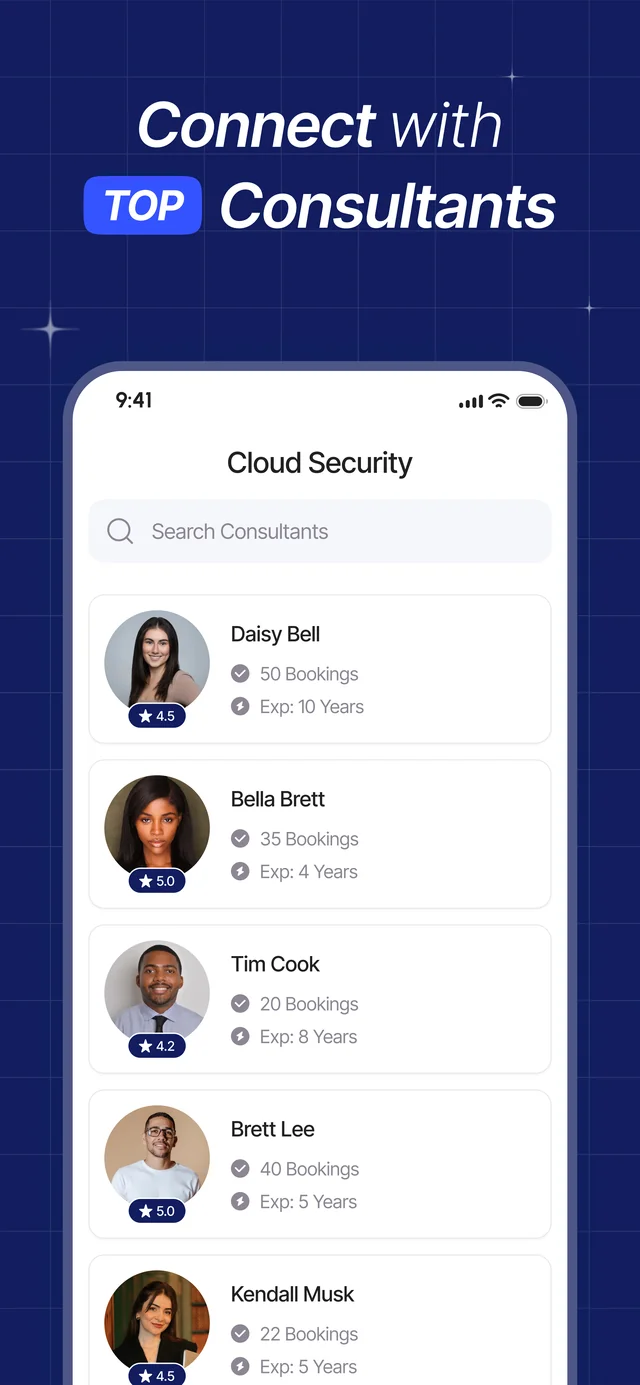 Connect with
TOP Consultants
9:41
Cloud Security
Search Consultants
Daisy Bell
50 Bookings
Exp: 10 Years
4.5
Bella Brett
35 Bookings
Exp: 4 Years
5.0
Tim Cook
20 Bookings
Exp: 8 Years
4.2
Brett Lee
40 Bookings
Exp: 5 Years
5.0
Kendall Musk
22 Bookings
Exp: 5 Years
4.5